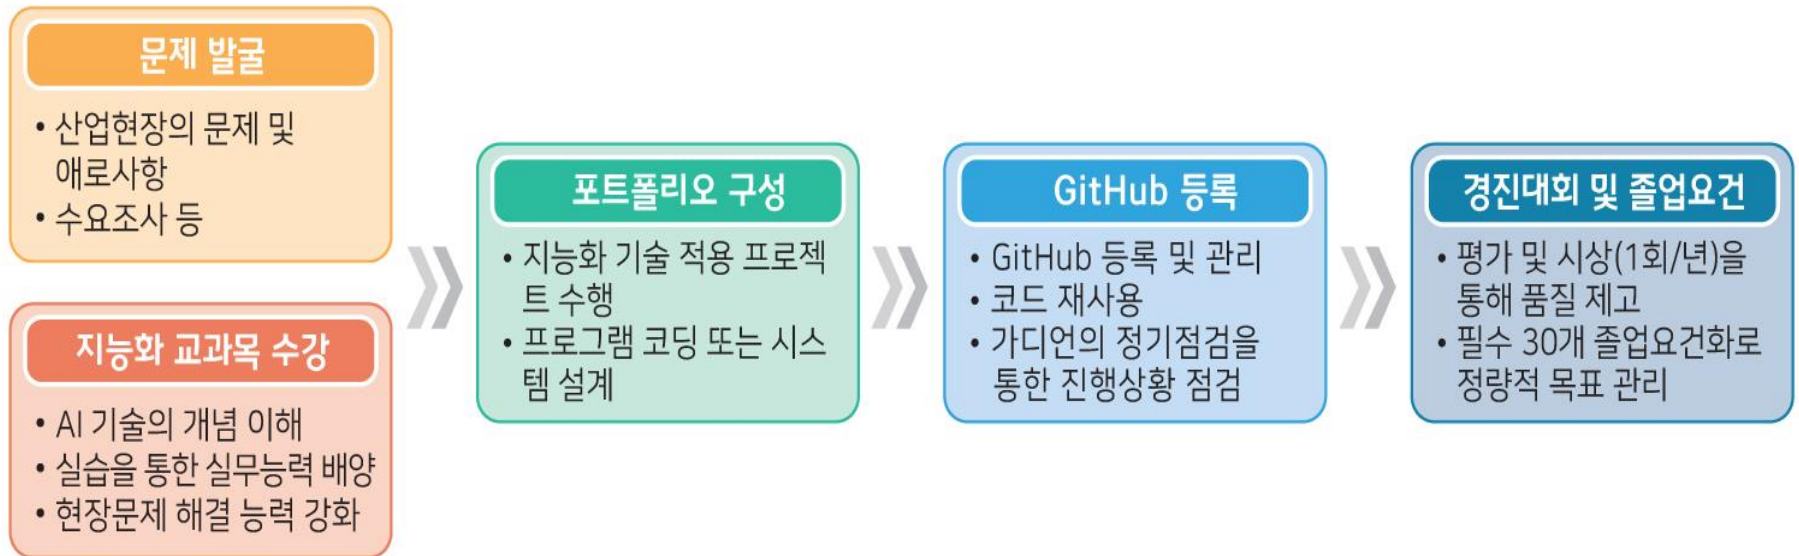 문제 발굴
• 산업현장의 문제 및
애로사항
• 수요조사 등
지능화 교과목 수강
• AI 기술의 개념 이해
• 실습을 통한 실무능력 배양
• 현장문제 해결 능력 강화
포트폴리오 구성
• 지능화 기술 적용 프로젝
트 수행
• 프로그램 코딩 또는 시스
템 설계
GitHub 등록
• GitHub 등록 및 관리
• 코드 재사용
• 가디언의 정기점검을
통한 진행상황 점검
경진대회 및 졸업요건
• 평가 및 시상(1회/년)을
통해 품질 제고
• 필수 30개 졸업요건화로
정량적 목표 관리